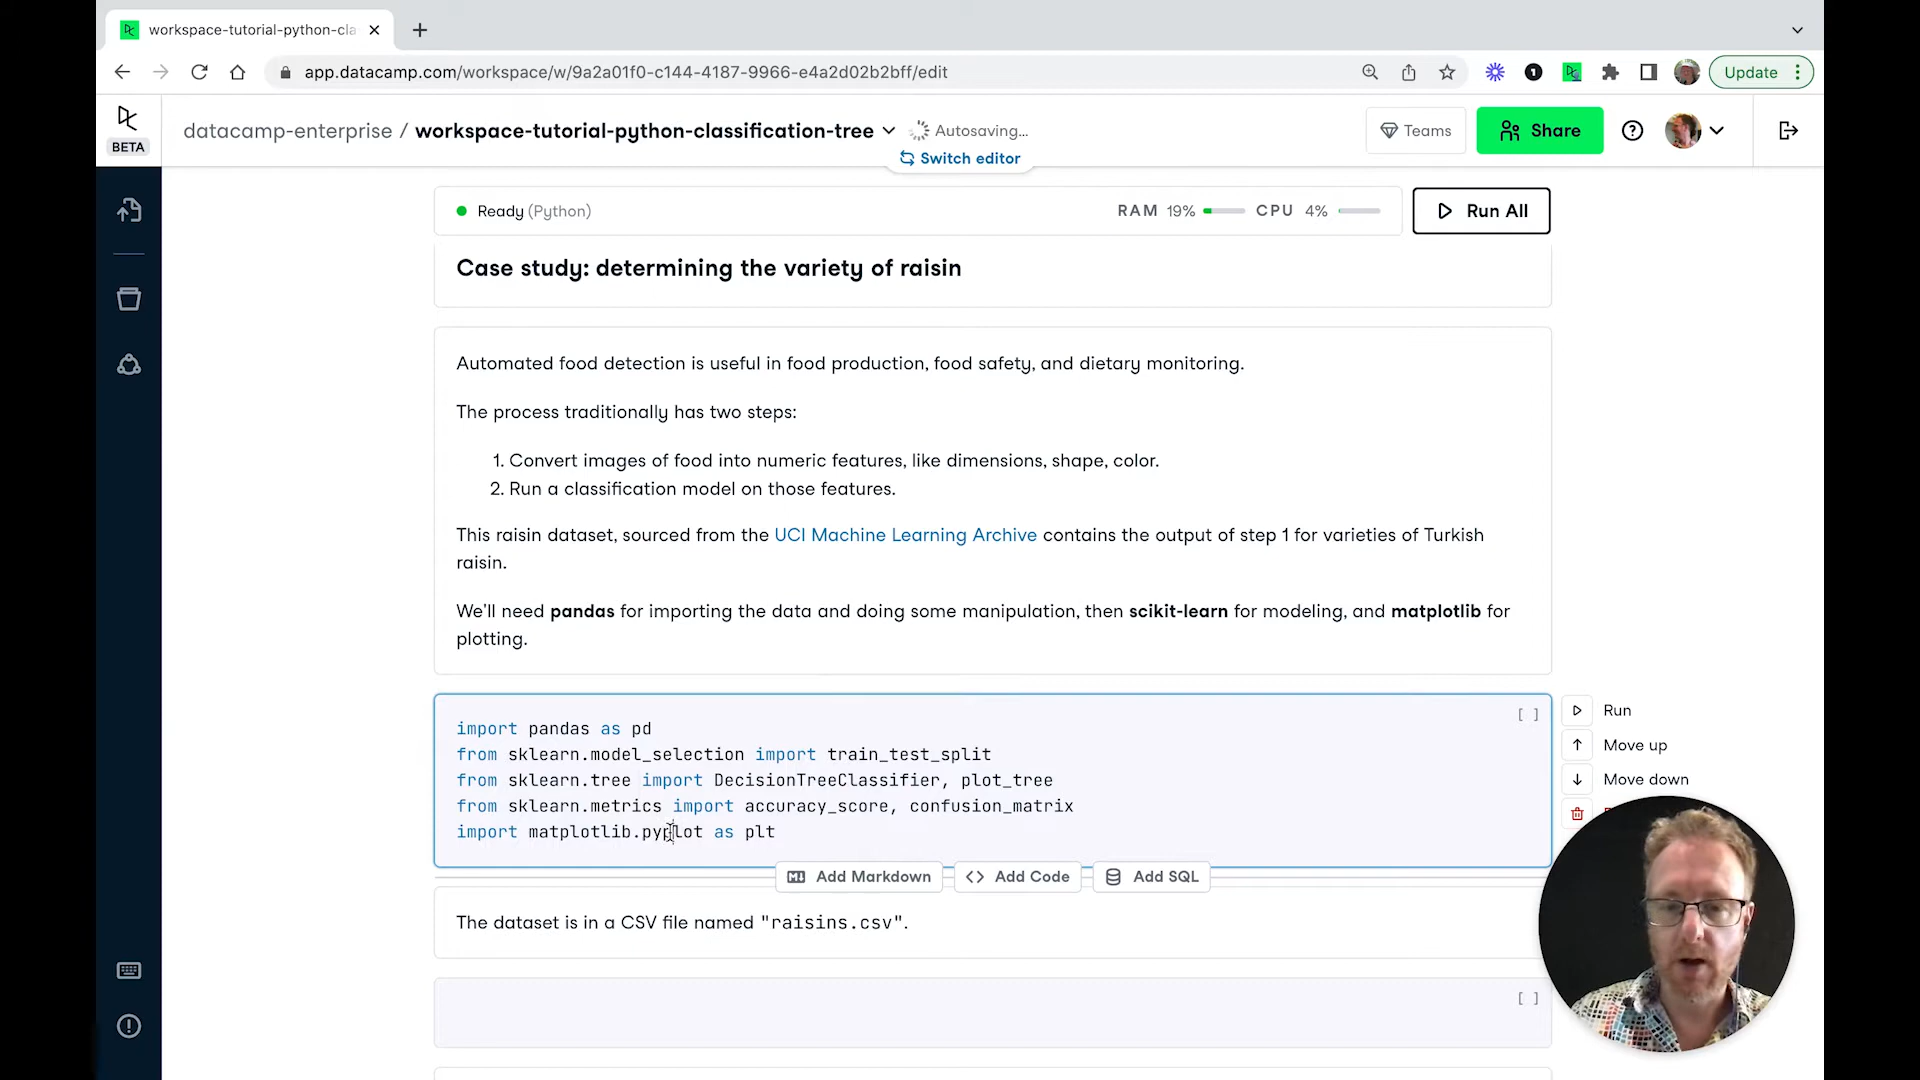 workspace-tutorial-python-cla
app.datacamp.com/workspace/w/9a2a01f0-c144-4187-9966-e4a2d02b2bff/edit
Update
BETA
datacamp-enterprise / workspace-tutorial-python-classification-tree
Autosaving...
Switch editor
Teams
Share
Ready (Python)
RAM 19%
CPU 4%
Run All
Case study: determining the variety of raisin
Automated food detection is useful in food production, food safety, and dietary monitoring.
The process traditionally has two steps:
1. Convert images of food into numeric features, like dimensions, shape, color.
2. Run a classification model on those features.
This raisin dataset, sourced from the UCI Machine Learning Archive contains the output of step 1 for varieties of Turkish
raisin.
We'll need pandas for importing the data and doing some manipulation, then scikit-learn for modeling, and matplotlib for
plotting.
import pandas as pd
from sklearn.model_selection import train_test_split
from sklearn.tree import DecisionTreeClassifier, plot_tree
from sklearn.metrics import accuracy_score, confusion_matrix
import matplotlib.pyplot as plt
[ ]
Run
Move up
Move down
Add Markdown
Add Code
Add SQL
The dataset is in a CSV file named "raisins.csv".
[ ]